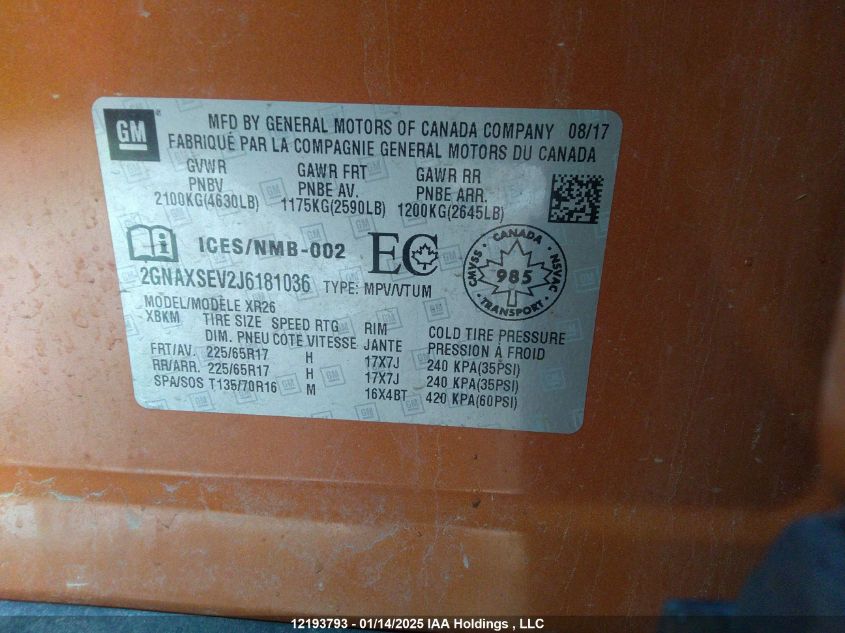 GM
MFD BY GENERAL MOTORS OF CANADA COMPANY 08/17
FABRIQUÉ PAR LA COMPAGNIE GENERAL MOTORS DU CANADA
GVWR GAWR FRT GAWR RR
PNBV PNBE AV. PNBE ARR.
2100KG(4630LB) 1175KG(2590LB) 1200KG(2645LB)
ICES/NMB-002 EC
CANADA CMVSS 985 NSVAC TRANSPORT
2GNAXSEV2J6181036 TYPE: MPV/VTUM
MODEL/MODÈLE XR26
XBKM TIRE SIZE SPEED RTG RIM COLD TIRE PRESSURE
DIM. PNEU COTE VITESSE JANTE PRESSION À FROID
FRT/AV. 225/65R17 H 17X7J 240 KPA(35PSI)
RR/ARR. 225/65R17 H 17X7J 240 KPA(35PSI)
SPA/SOS T135/70R16 M 16X4BT 420 KPA(60PSI)
12193793 - 01/14/2025 IAA Holdings , LLC